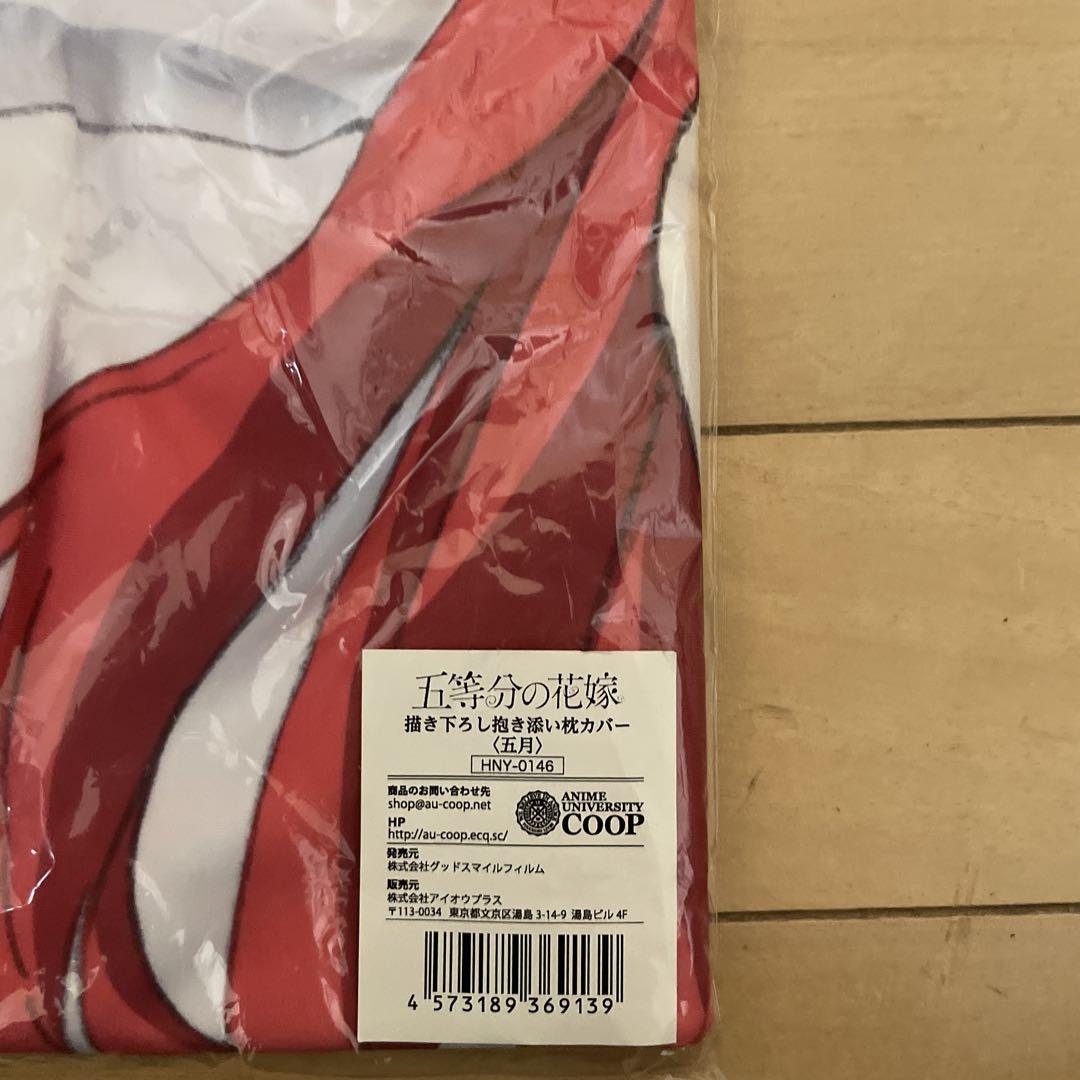 五等分の花嫁
描き下ろし抱き添い枕カバー
〈五月〉
HNY-0146
商品のお問い合わせ先
shop@au-coop.net
HP
http://au-coop.ecq.sc/
ANIME
UNIVERSITY
COOP
発売元
株式会社グッドスマイルフィルム
販売元
株式会社アイオウプラス
〒113-0034 東京都文京区湯島 3-14-9 湯島ビル 4F
4 573189 369139